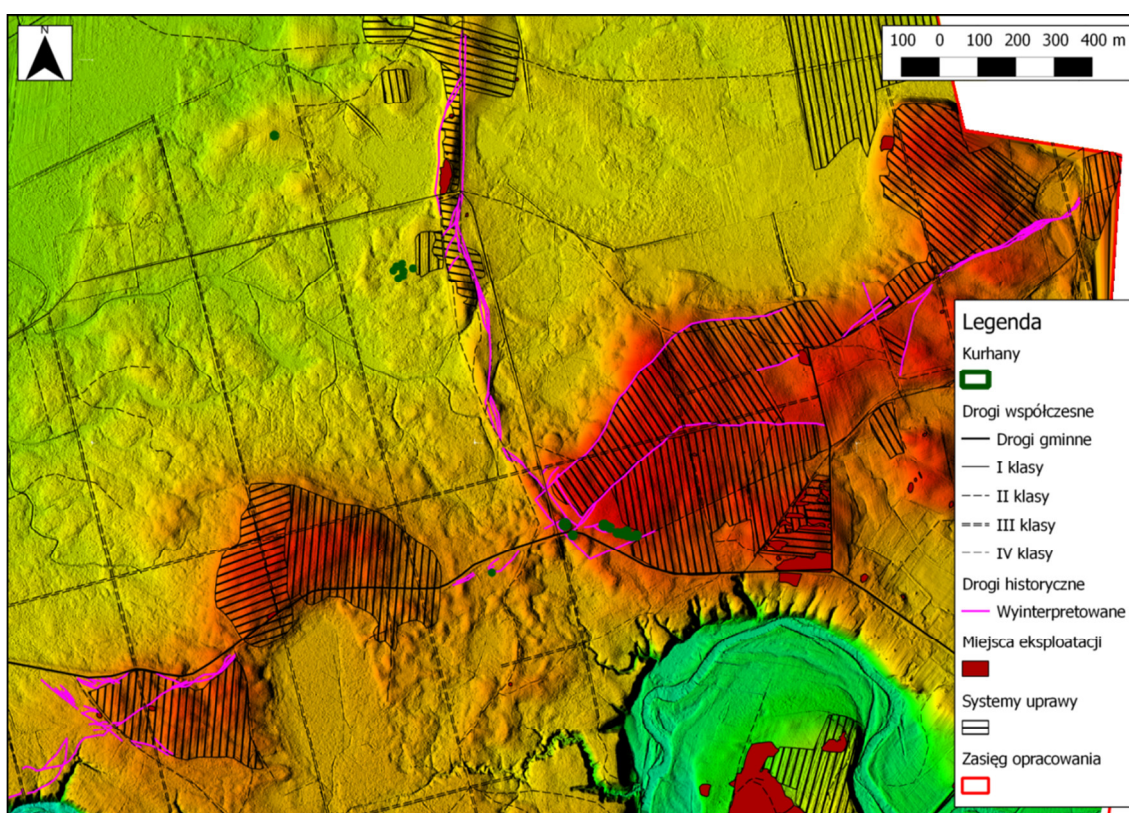 N
100 0 100 200 300 400 m
Legenda
Kurhany
Drogi współczesne
Drogi gminne
I klasy
II klasy
III klasy
IV klasy
Drogi historyczne
Wyinterpretowane
Miejsca eksploatacji
Systemy uprawy
Zasięg opracowania